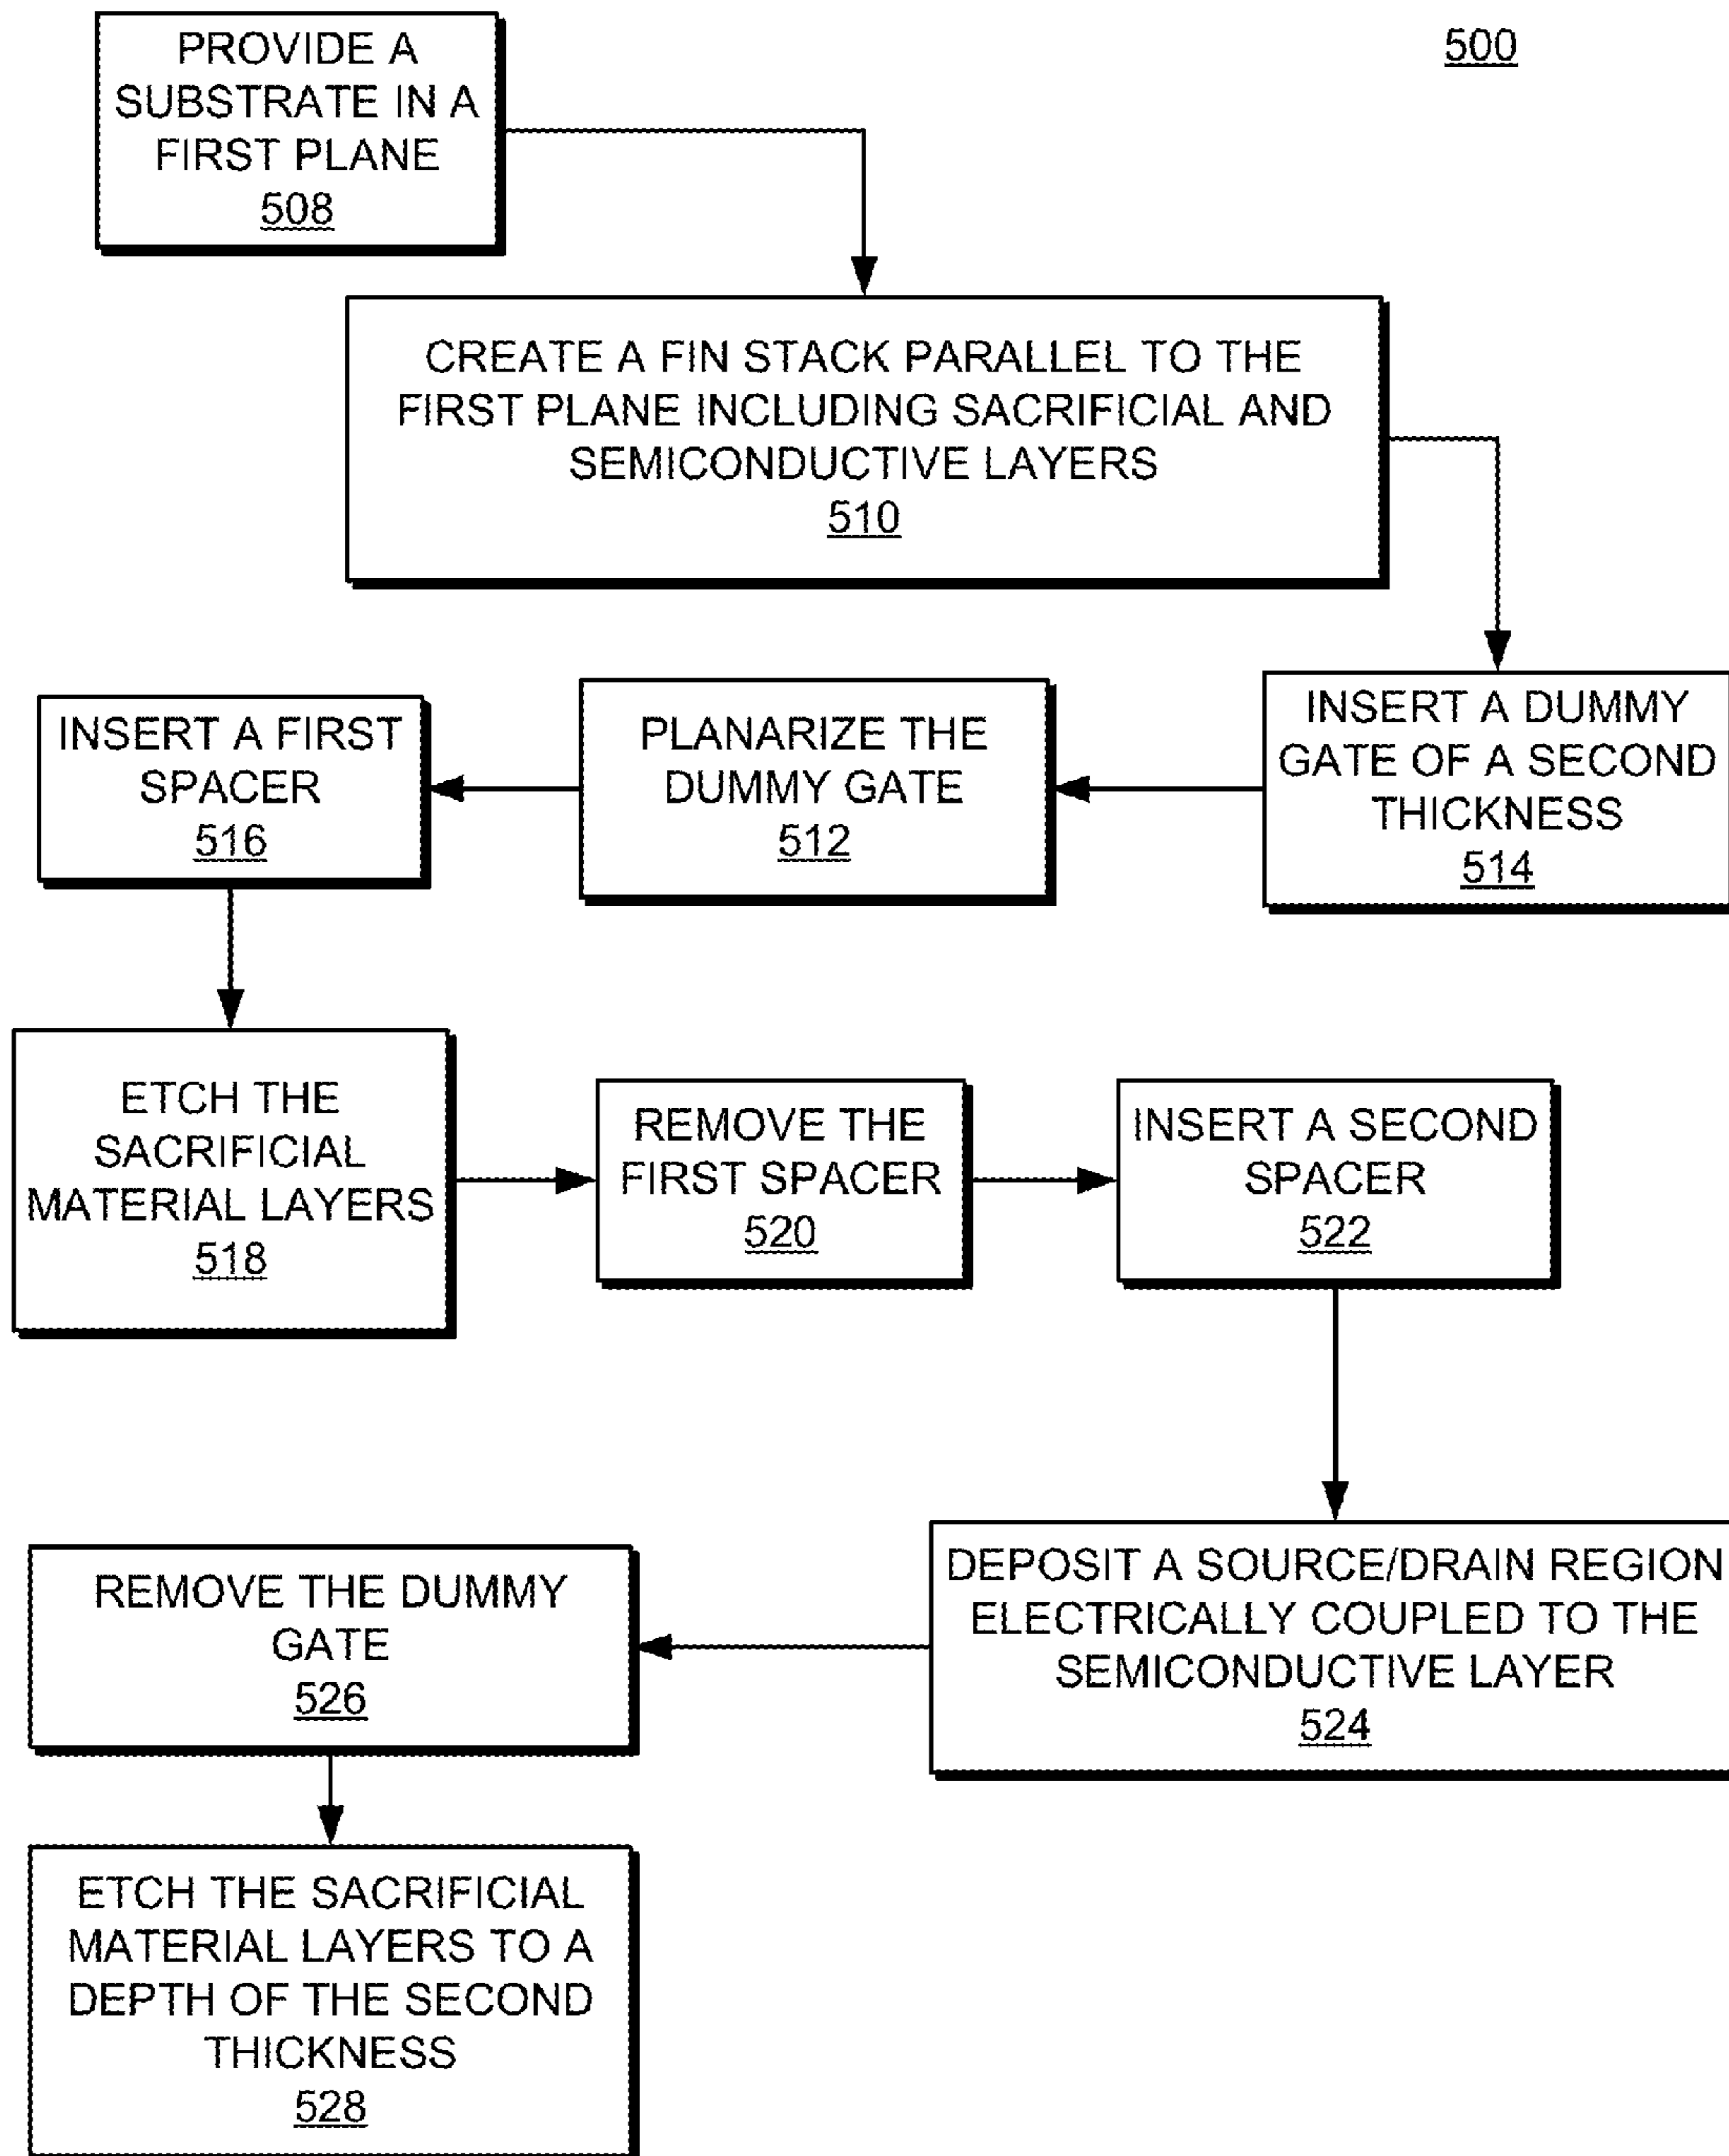 500
PROVIDE A
SUBSTRATE IN A
FIRST PLANE
508
CREATE A FIN STACK PARALLEL TO THE
FIRST PLANE INCLUDING SACRIFICIAL AND
SEMICONDUCTIVE LAYERS
510
INSERT A DUMMY
GATE OF A SECOND
THICKNESS
514
PLANARIZE THE
DUMMY GATE
512
INSERT A FIRST
SPACER
516
ETCH THE
SACRIFICIAL
MATERIAL LAYERS
518
REMOVE THE
FIRST SPACER
520
INSERT A SECOND
SPACER
522
DEPOSIT A SOURCE/DRAIN REGION
ELECTRICALLY COUPLED TO THE
SEMICONDUCTIVE LAYER
524
REMOVE THE DUMMY
GATE
526
ETCH THE SACRIFICIAL
MATERIAL LAYERS TO A
DEPTH OF THE SECOND
THICKNESS
528